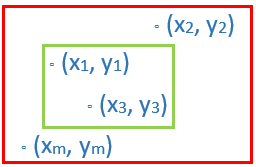 (x₂, y₂)
(x₁, y₁)
(x₃, y₃)
(xₘ, yₘ)